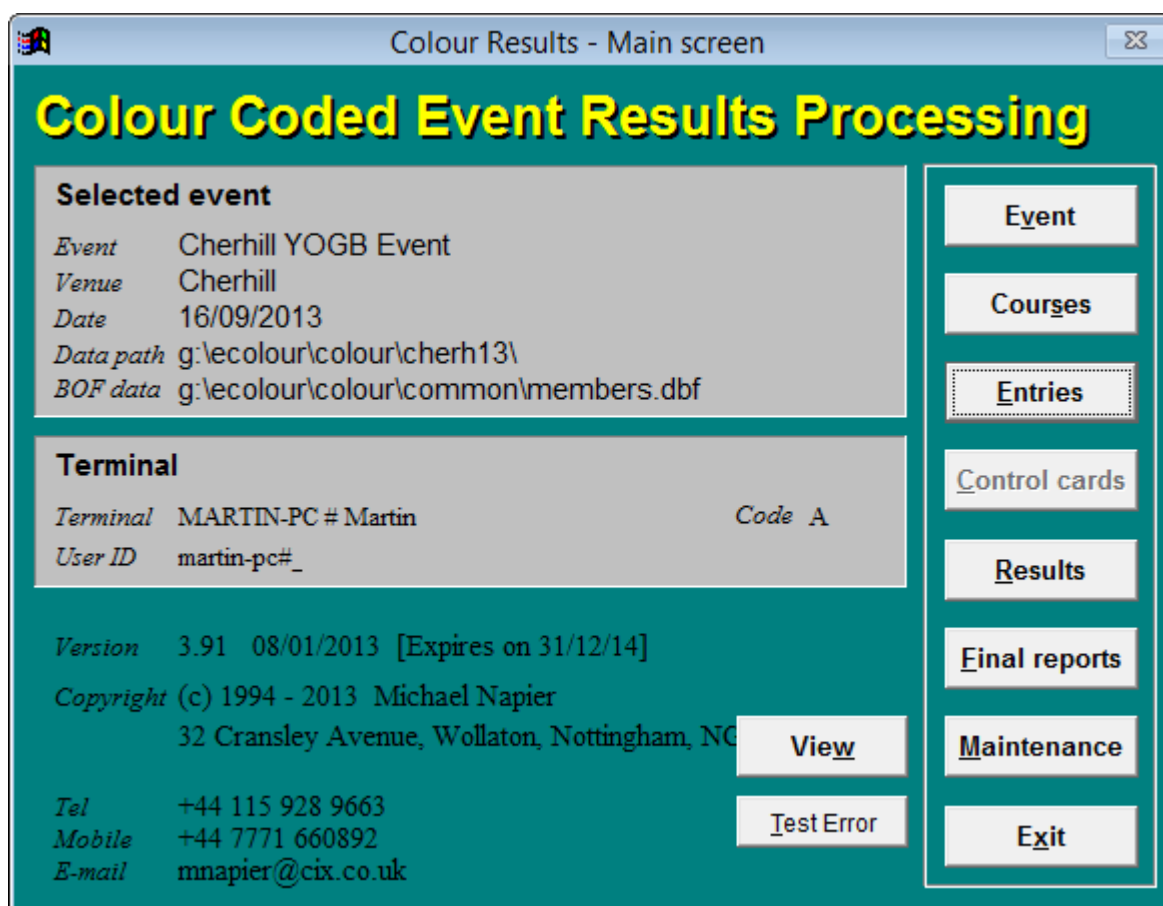 Colour Results - Main screen
Colour Coded Event Results Processing
Selected event
Event Cherhill YOGB Event
Venue Cherhill
Date 16/09/2013
Data path g:\ecolour\colour\cherh13\
BOF data g:\ecolour\colour\common\members.dbf
Terminal
Terminal MARTIN-PC # Martin Code A
User ID martin-pc#_
Version 3.91 08/01/2013 [Expires on 31/12/14]
Copyright (c) 1994 - 2013 Michael Napier
32 Cransley Avenue, Wollaton, Nottingham, NG
Tel +44 115 928 9663
Mobile +44 7771 660892
E-mail mnapier@cix.co.uk
View
Test Error
Event
Courses
Entries
Control cards
Results
Final reports
Maintenance
Exit